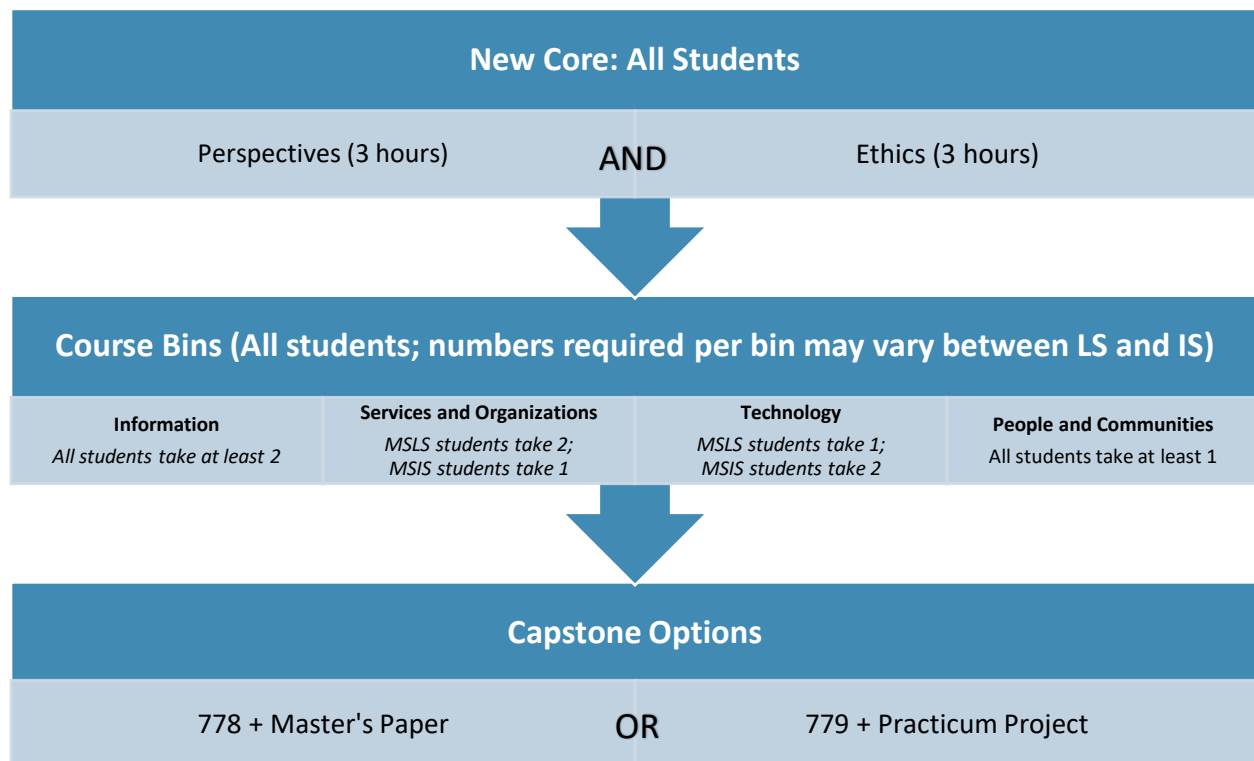 New Core: All Students
Perspectives (3 hours)
AND
Ethics (3 hours)
Course Bins (All students; numbers required per bin may vary between LS and IS)
Information
All students take at least 2
Services and Organizations
MSLS students take 2;
MSIS students take 1
Technology
MSLS students take 1;
MSIS students take 2
People and Communities
All students take at least 1
Capstone Options
778 + Master's Paper
OR
779 + Practicum Project